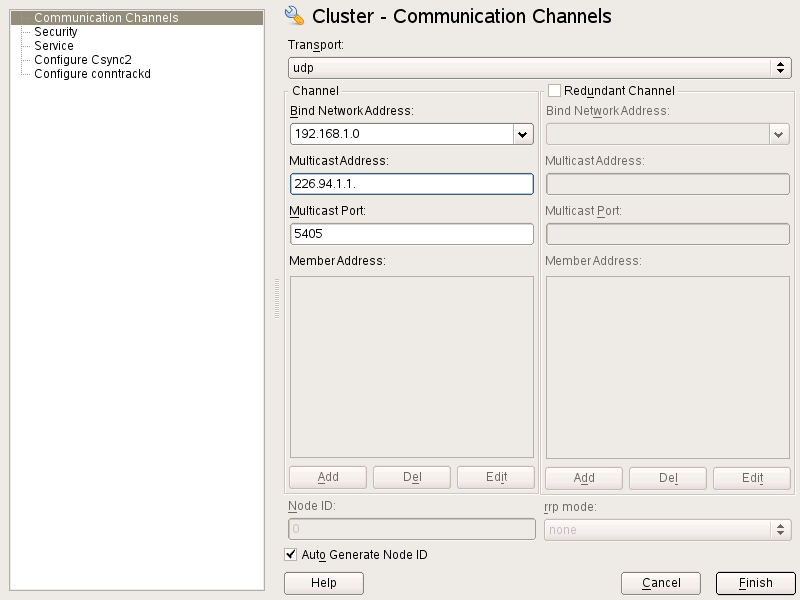 Communication Channels
Security
Service
Configure Csync2
Configure conntrackd
Cluster - Communication Channels
Transport:
udp
Channel
Bind Network Address:
192.168.1.0
Multicast Address:
226.94.1.1.
Multicast Port:
5405
Member Address:
Add Del Edit
Redundant Channel
Bind Network Address:
Multicast Address:
Multicast Port:
Member Address:
Add Del Edit
Node ID:
0
rrp mode:
none
Auto Generate Node ID
Help Cancel Finish